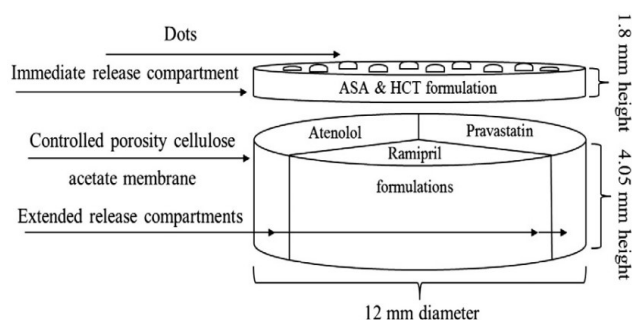 Dots
Immediate release compartment
ASA & HCT formulation
1.8 mm height
Controlled porosity cellulose
acetate membrane
Atenolol
Pravastatin
Ramipril
formulations
4.05 mm height
Extended release compartments
12 mm diameter